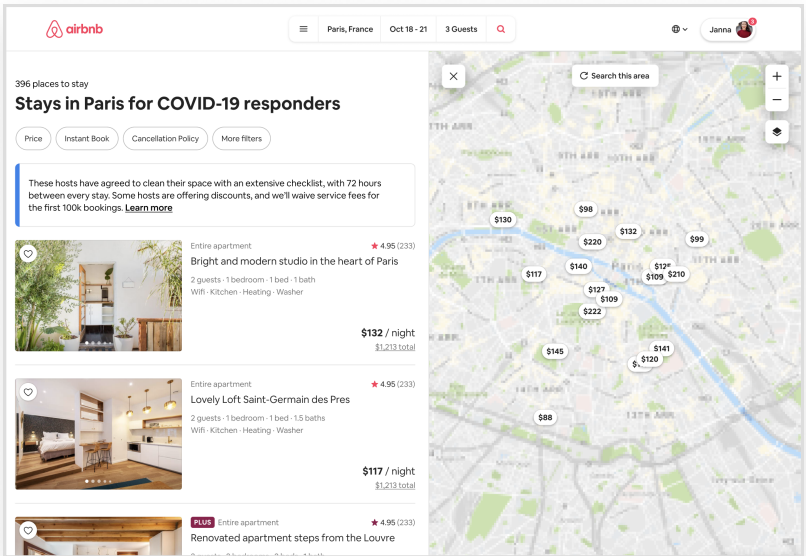 airbnb
Paris, France
Oct 18 - 21
3 Guests
Janna
3
396 places to stay
Stays in Paris for COVID-19 responders
Price
Instant Book
Cancellation Policy
More filters
These hosts have agreed to clean their space with an extensive checklist, with 72 hours
between every stay. Some hosts are offering discounts, and we'll waive service fees for
the first 100k bookings. Learn more
Entire apartment
4.95 (233)
Bright and modern studio in the heart of Paris
2 guests · 1 bedroom · 1 bed · 1 bath
Wifi · Kitchen · Heating · Washer
$132 / night
$1,213 total
Entire apartment
4.95 (233)
Lovely Loft Saint-Germain des Pres
2 guests · 1 bedroom · 1 bed · 1.5 baths
Wifi · Kitchen · Heating · Washer
$117 / night
$1,213 total
PLUS Entire apartment
4.95 (233)
Renovated apartment steps from the Louvre
Search this area
$98
$130
$132
$99
$220
$140
$117
$109
$210
$127
$109
$222
$145
$141
$120
$88